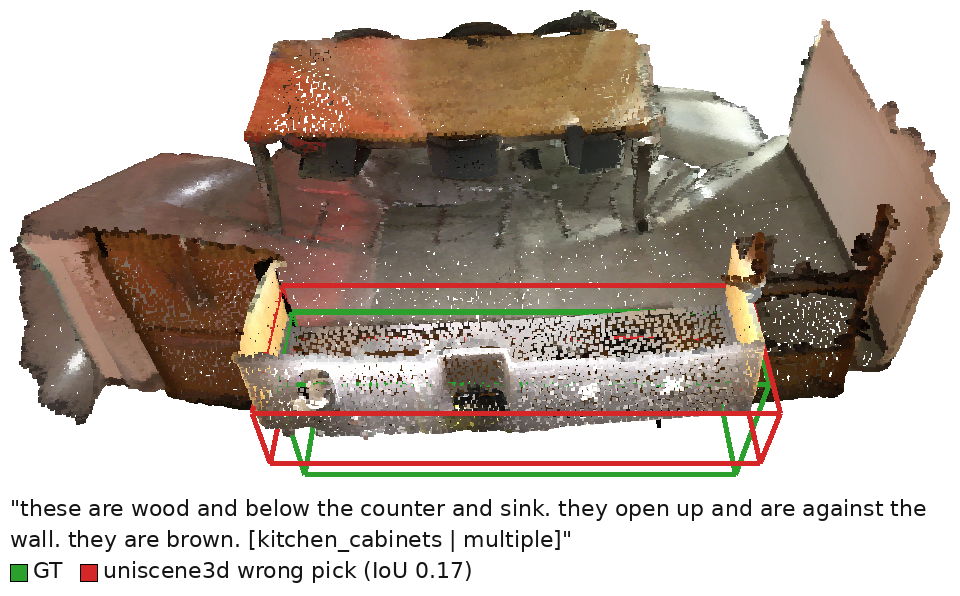 "these are wood and below the counter and sink. they open up and are against the
wall. they are brown. [kitchen_cabinets | multiple]"
GT uniscene3d wrong pick (IoU 0.17)